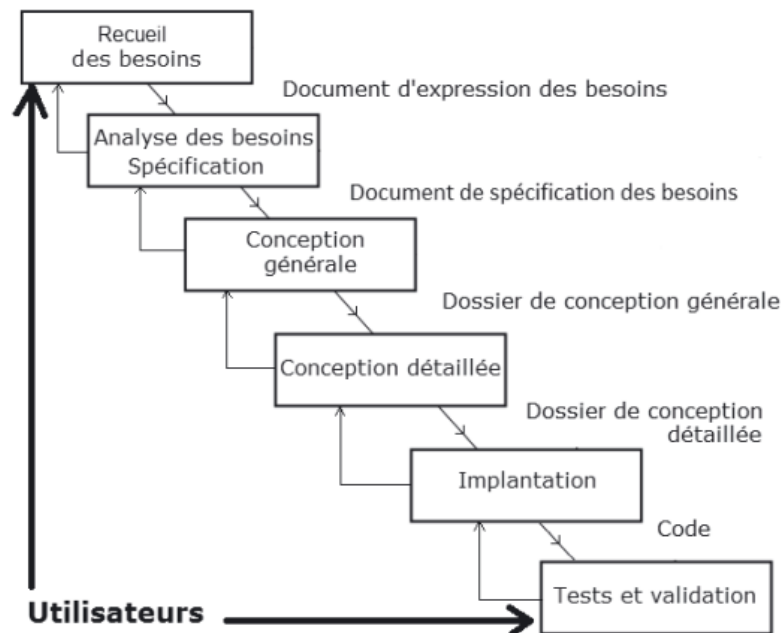 Recueil
des besoins
Document d'expression des besoins
Analyse des besoins
Spécification
Document de spécification des besoins
Conception
générale
Dossier de conception générale
Conception détaillée
Dossier de conception
détaillée
Implantation
Code
Tests et validation
Utilisateurs